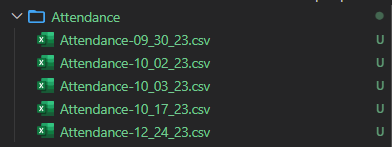 Attendance
Attendance-09_30_23.csv
U
Attendance-10_02_23.csv
U
Attendance-10_03_23.csv
U
Attendance-10_17_23.csv
U
Attendance-12_24_23.csv
U